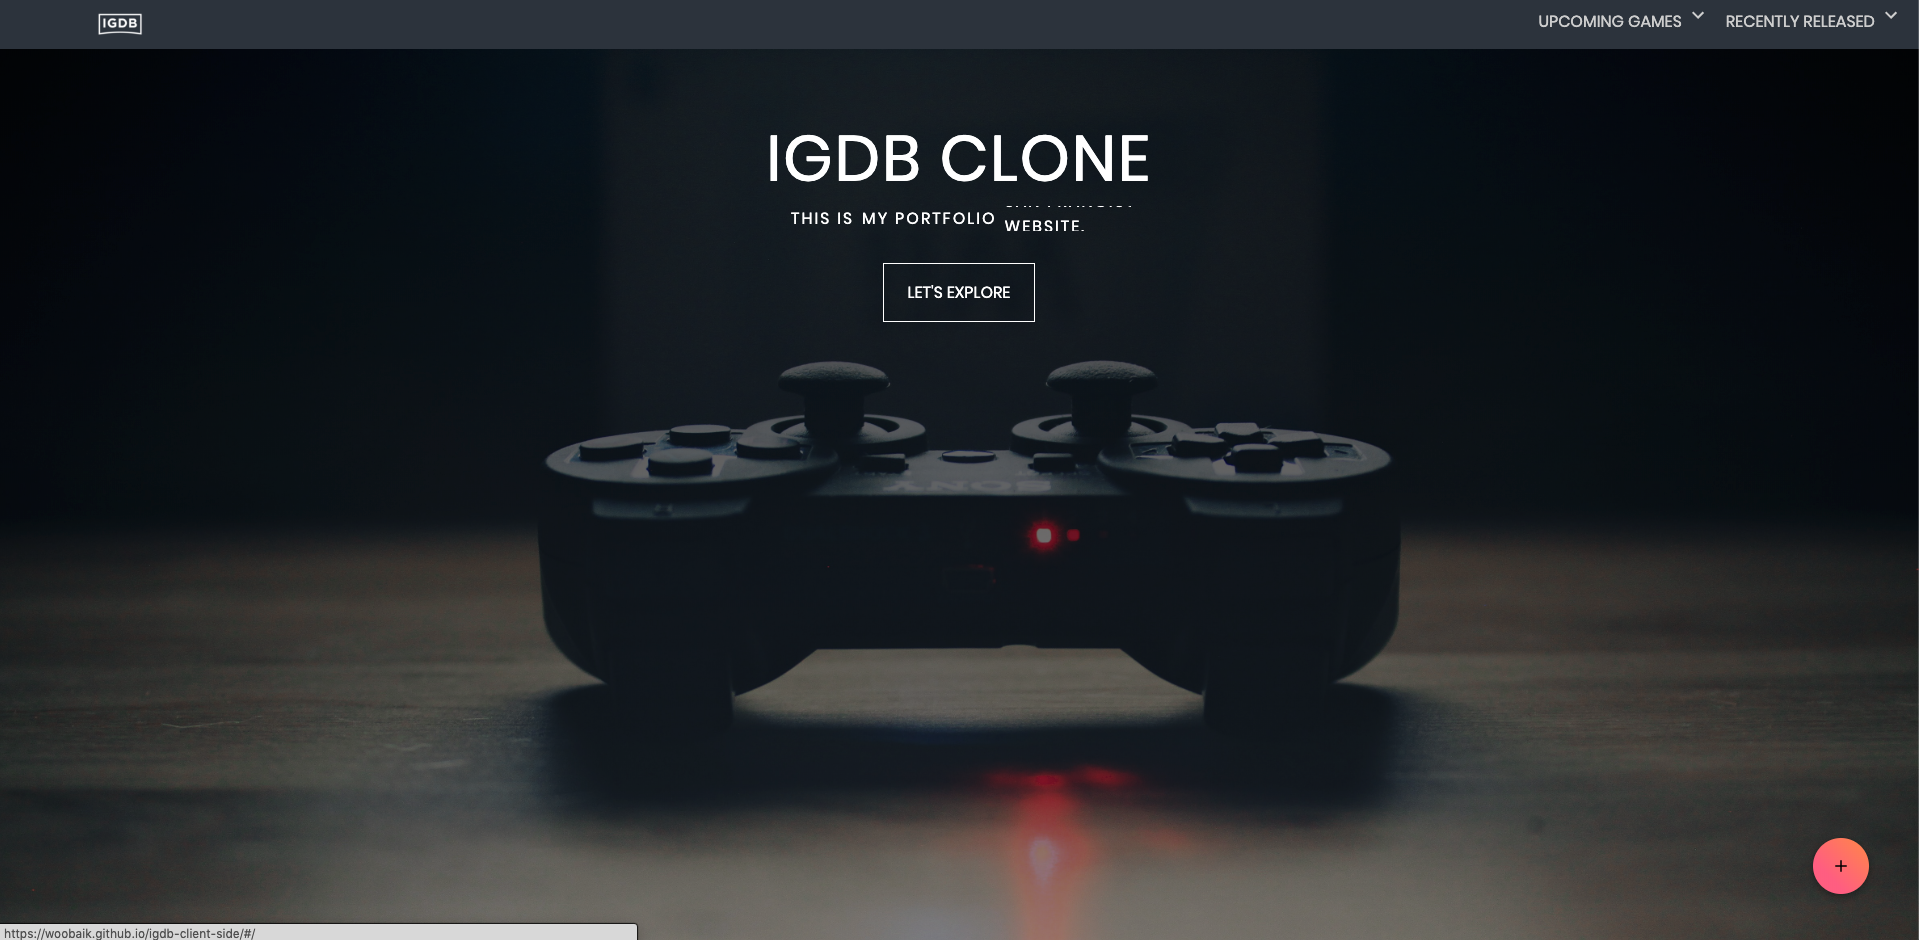 IGDB
UPCOMING GAMES
RECENTLY RELEASED
IGDB CLONE
THIS IS MY PORTFOLIO
WEBSITE.
LET'S EXPLORE
SONY
+
https://woobaik.github.io/igdb-client-side/#/